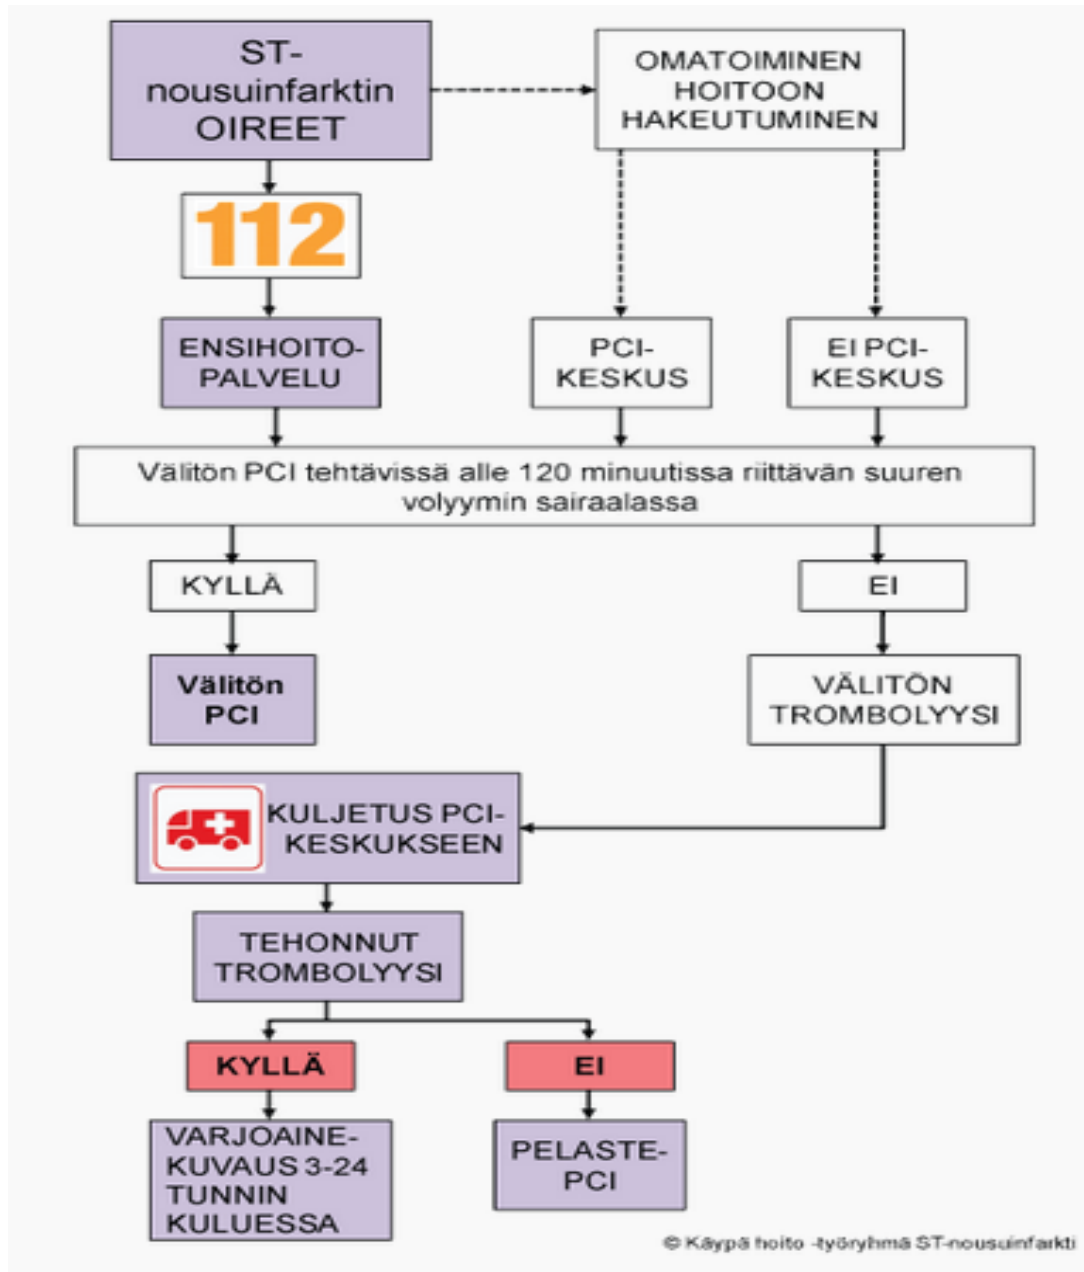 ST-
nousuinfarktin
OIREET
OMATOIMINEN
HOITOON
HAKEUTUMINEN
112
ENSIHOITO-
PALVELU
PCI-
KESKUS
EI PCI-
KESKUS
Välitön PCI tehtävissä alle 120 minuutissa riittävän suuren
volyymin sairaalassa
KYLLÄ
EI
Välitön
PCI
VÄLITÖN
TROMBOLYYSI
KULJETUS PCI-
KESKUKSEEN
TEHONNUT
TROMBOLYYSI
KYLLÄ
EI
VARJOAINE-
KUVAUS 3-24
TUNNIN
KULUESSA
PELASTE-
PCI
© Käypä hoito -työryhmä ST-nousuinfarkti